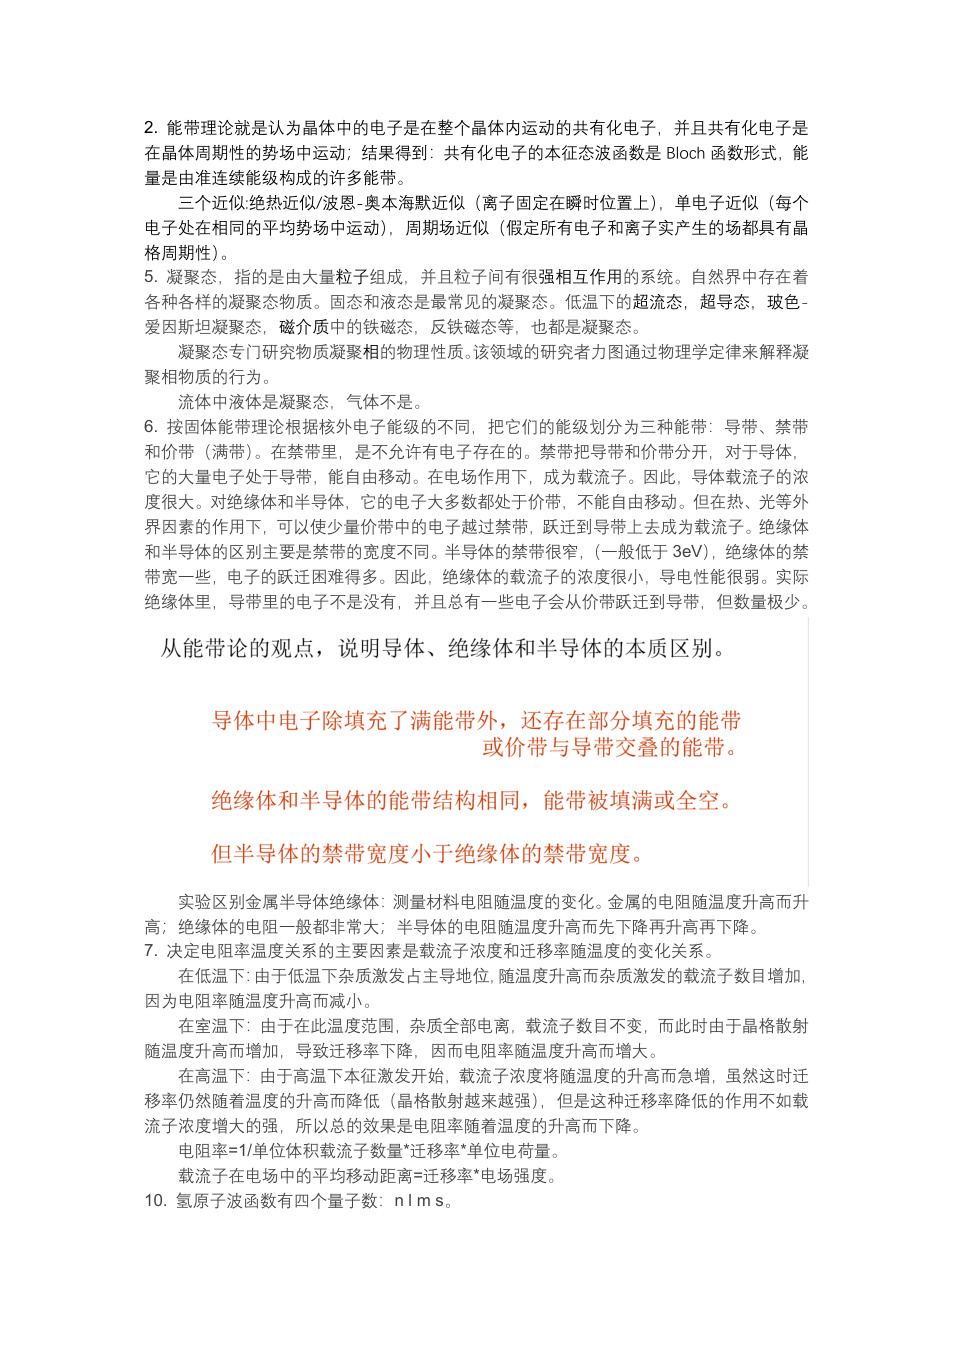 2. 能带理论就是认为晶体中的电子是在整个晶体内运动的共有化电子，并且共有化电子是
在晶体周期性的势场中运动；结果得到：共有化电子的本征态波函数是 Bloch 函数形式，能
量是由准连续能级构成的许多能带。
三个近似:绝热近似/波恩-奥本海默近似（离子固定在瞬时位置上），单电子近似（每个
电子处在相同的平均势场中运动），周期场近似（假定所有电子和离子实产生的场都具有晶
格周期性）。
5. 凝聚态，指的是由大量粒子组成，并且粒子间有很强相互作用的系统。自然界中存在着
各种各样的凝聚态物质。固态和液态是最常见的凝聚态。低温下的超流态，超导态，玻色-
爱因斯坦凝聚态，磁介质中的铁磁态，反铁磁态等，也都是凝聚态。
凝聚态专门研究物质凝聚相的物理性质。该领域的研究者力图通过物理学定律来解释凝
聚相物质的行为。
流体中液体是凝聚态，气体不是。
6. 按固体能带理论根据核外电子能级的不同，把它们的能级划分为三种能带：导带、禁带
和价带（满带）。在禁带里，是不允许有电子存在的。禁带把导带和价带分开，对于导体，
它的大量电子处于导带，能自由移动。在电场作用下，成为载流子。因此，导体载流子的浓
度很大。对绝缘体和半导体，它的电子大多数都处于价带，不能自由移动。但在热、光等外
界因素的作用下，可以使少量价带中的电子越过禁带，跃迁到导带上去成为载流子。绝缘体
和半导体的区别主要是禁带的宽度不同。半导体的禁带很窄，（一般低于 3eV），绝缘体的禁
带宽一些，电子的跃迁困难得多。因此，绝缘体的载流子的浓度很小，导电性能很弱。实际
绝缘体里，导带里的电子不是没有，并且总有一些电子会从价带跃迁到导带，但数量极少。
从能带论的观点，说明导体、绝缘体和半导体的本质区别。
导体中电子除填充了满能带外，还存在部分填充的能带
或价带与导带交叠的能带。
绝缘体和半导体的能带结构相同，能带被填满或全空。
但半导体的禁带宽度小于绝缘体的禁带宽度。
实验区别金属半导体绝缘体：测量材料电阻随温度的变化。金属的电阻随温度升高而升
高；绝缘体的电阻一般都非常大；半导体的电阻随温度升高而先下降再升高再下降。
7. 决定电阻率温度关系的主要因素是载流子浓度和迁移率随温度的变化关系。
在低温下：由于低温下杂质激发占主导地位，随温度升高而杂质激发的载流子数目增加，
因为电阻率随温度升高而减小。
在室温下：由于在此温度范围，杂质全部电离，载流子数目不变，而此时由于晶格散射
随温度升高而增加，导致迁移率下降，因而电阻率随温度升高而增大。
在高温下：由于高温下本征激发开始，载流子浓度将随温度的升高而急增，虽然这时迁
移率仍然随着温度的升高而降低（晶格散射越来越强），但是这种迁移率降低的作用不如载
流子浓度增大的强，所以总的效果是电阻率随着温度的升高而下降。
电阻率=1/单位体积载流子数量*迁移率*单位电荷量。
载流子在电场中的平均移动距离=迁移率*电场强度。
10. 氢原子波函数有四个量子数：n l m s。